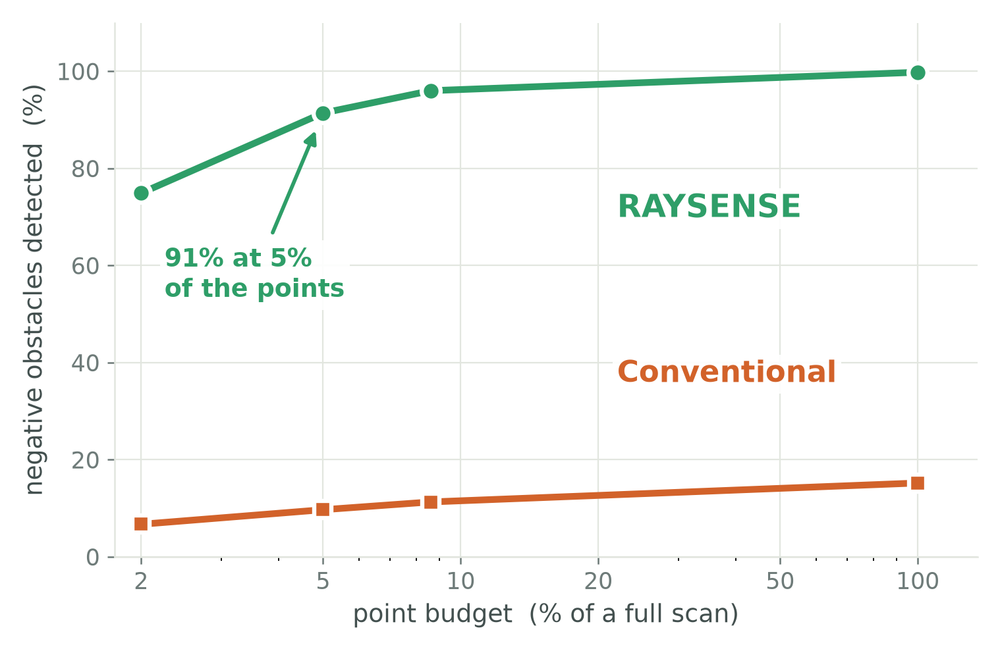 negative obstacles detected (%)
100
80
60
40
20
0
RAYSENSE
91% at 5%
of the points
Conventional
2 5 10 20 50 100
point budget (% of a full scan)